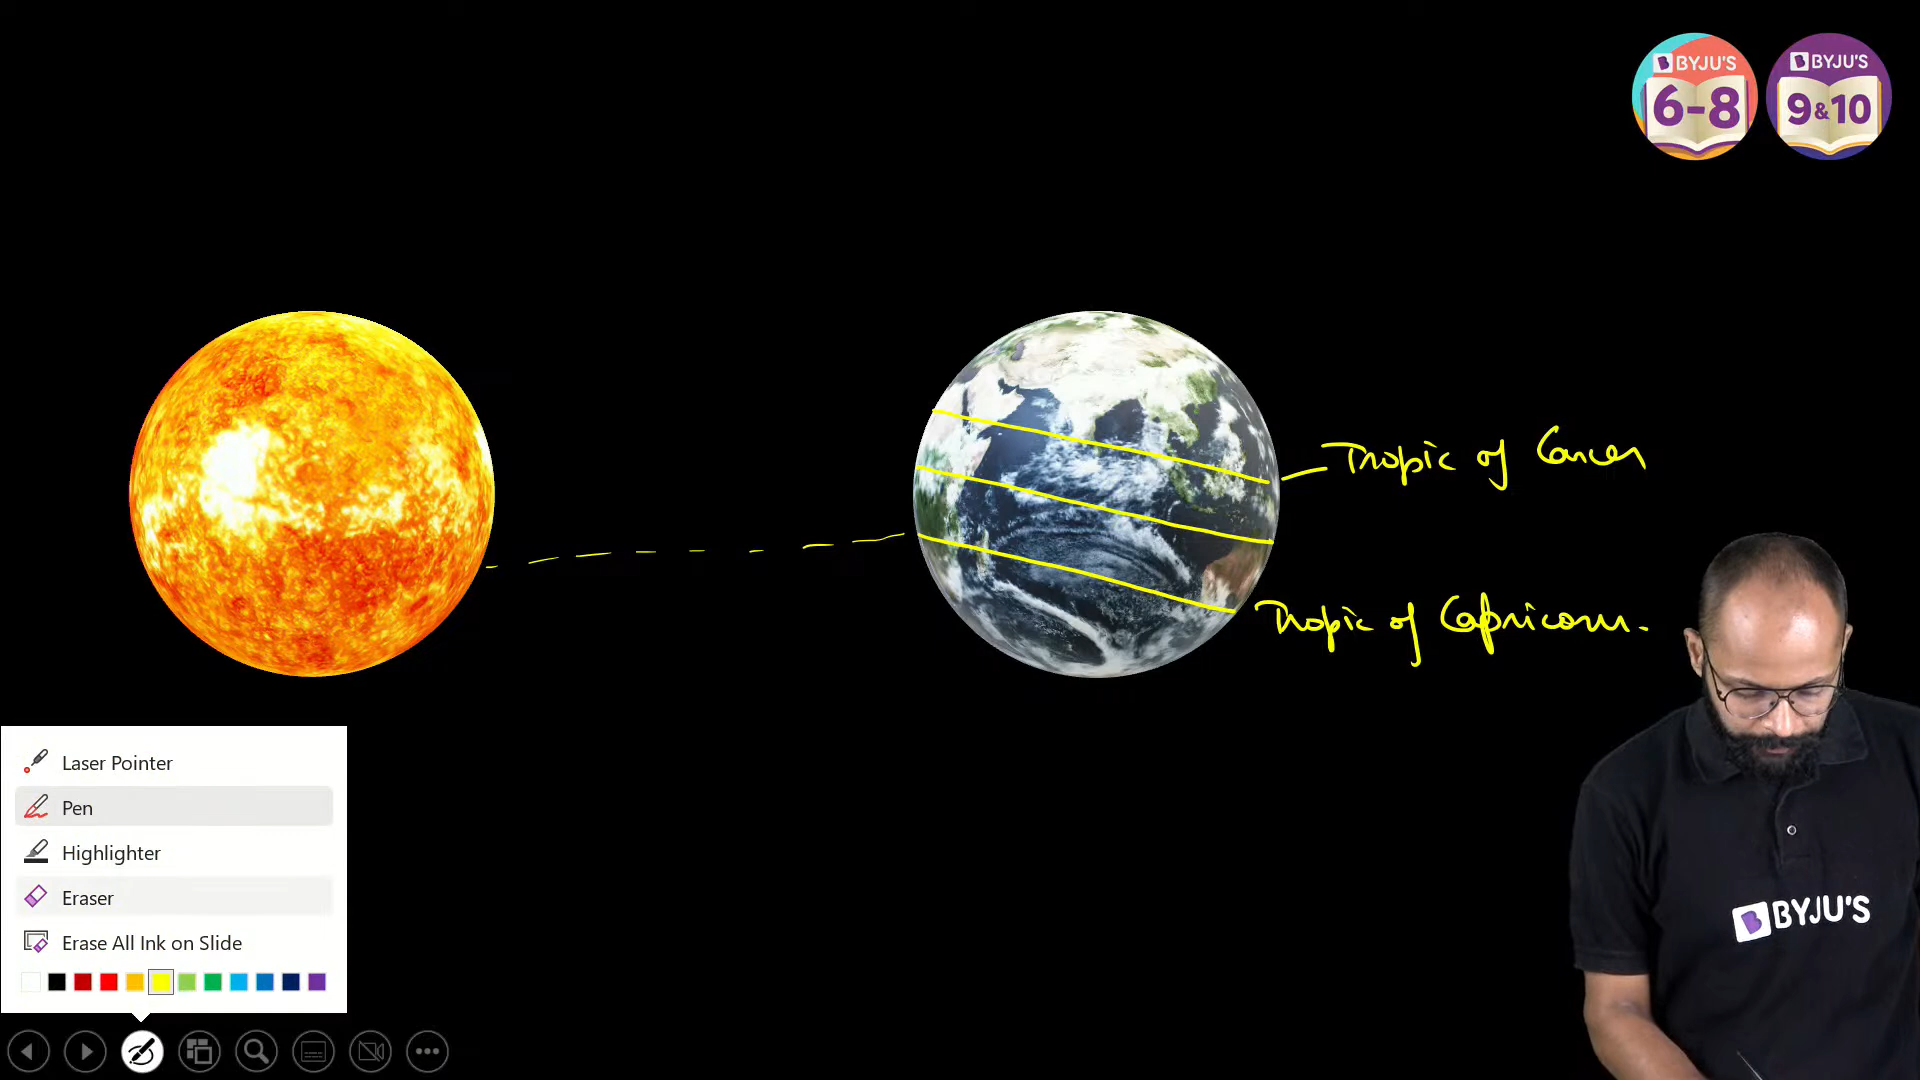 BYJU'S
6-8
BYJU'S
9&10
Tropic of Cancer
Tropic of Capricorn.
Laser Pointer
Pen
Highlighter
Eraser
Erase All Ink on Slide
BYJU'S